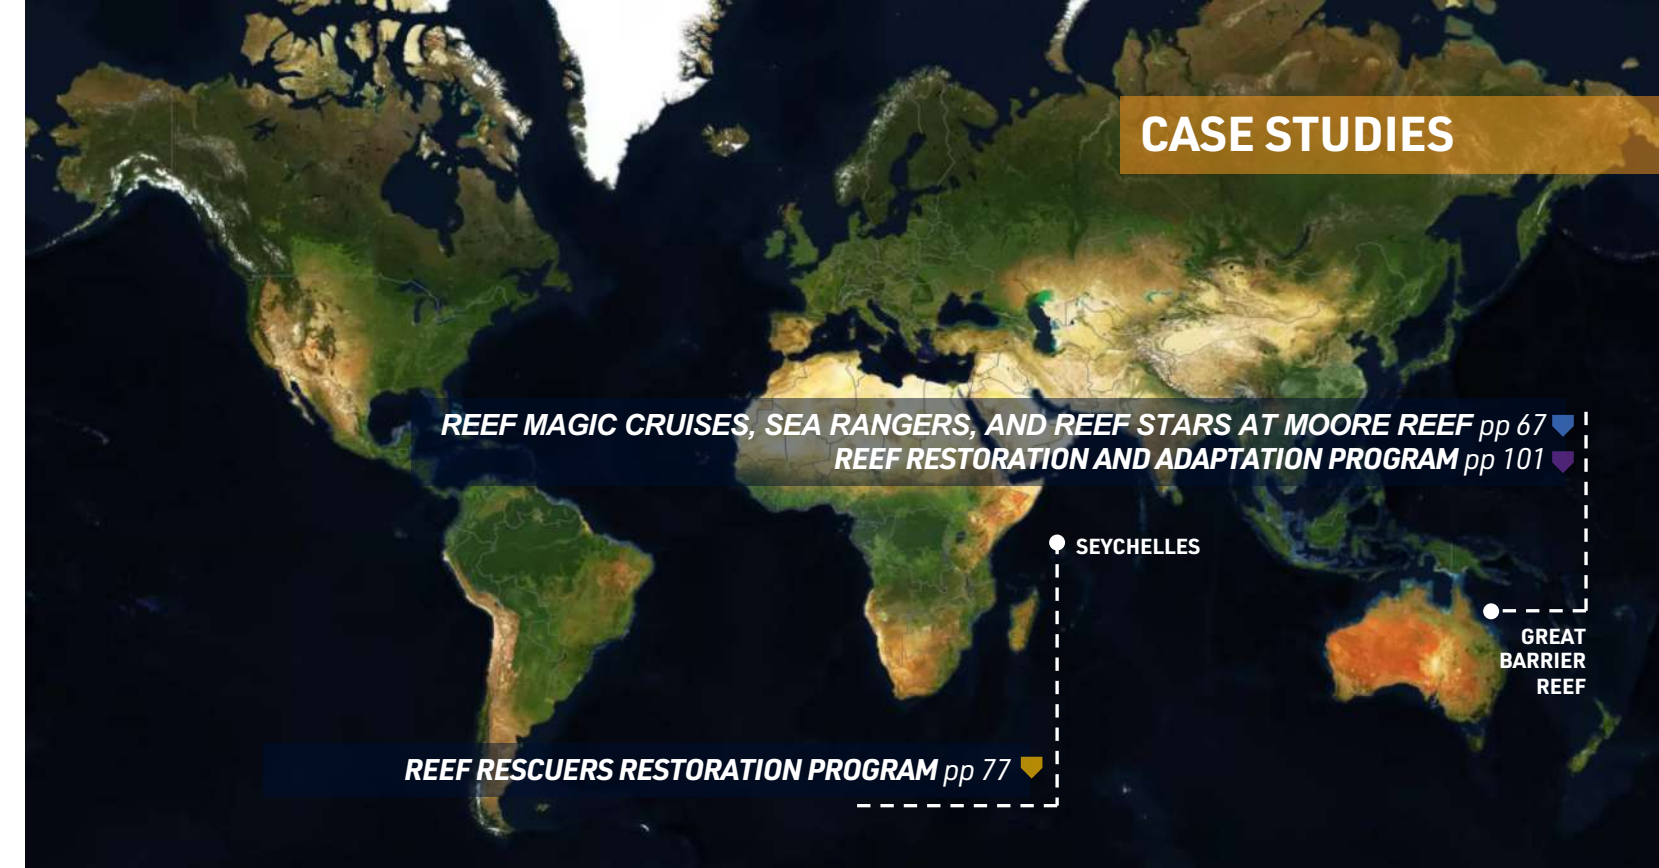 CASE STUDIES
REEF MAGIC CRUISES, SEA RANGERS, AND REEF STARS AT MOORE REEF pp 67
REEF RESTORATION AND ADAPTATION PROGRAM pp 101
SEYCHELLES
GREAT
BARRIER
REEF
REEF RESCUERS RESTORATION PROGRAM pp 77